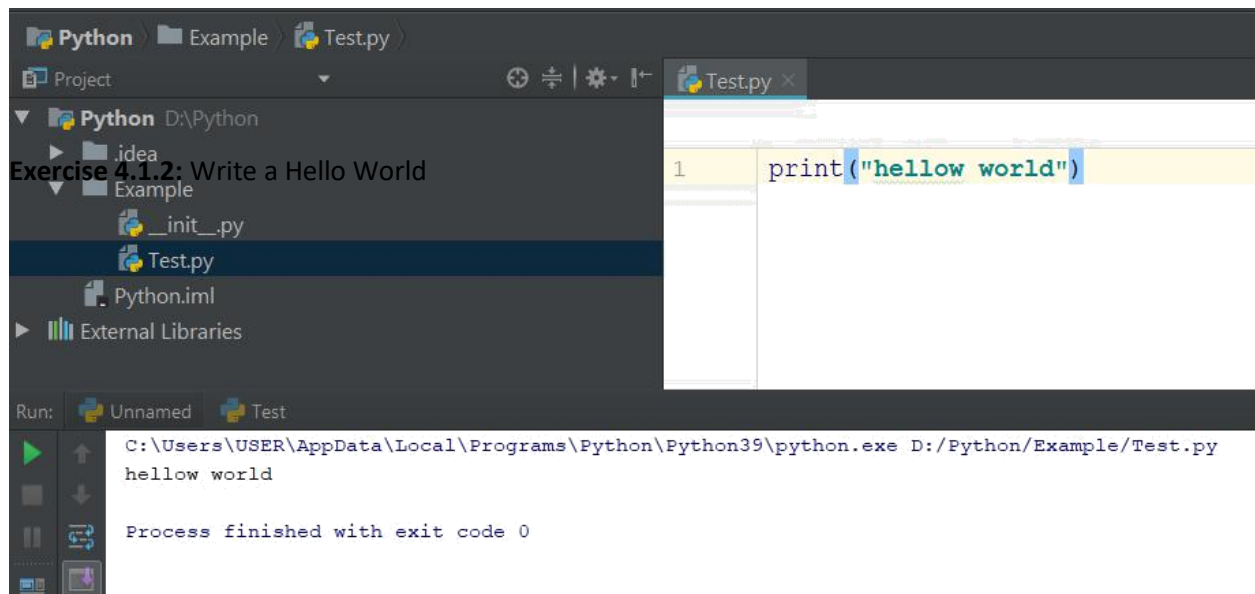 Python Example Test.py
Project
Test.py
Python D:\Python
.idea
Exercise 4.1.2: Write a Hello World
Example
__init__.py
Test.py
Python.iml
External Libraries
1 print("hellow world")
Run: Unnamed Test
C:\Users\USER\AppData\Local\Programs\Python\Python39\python.exe D:/Python/Example/Test.py
hellow world
Process finished with exit code 0